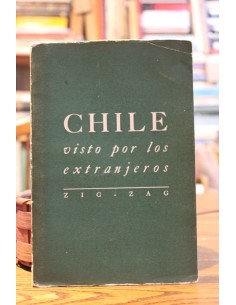 CHILE
visto por los
extranjeros
ZIG-ZAG